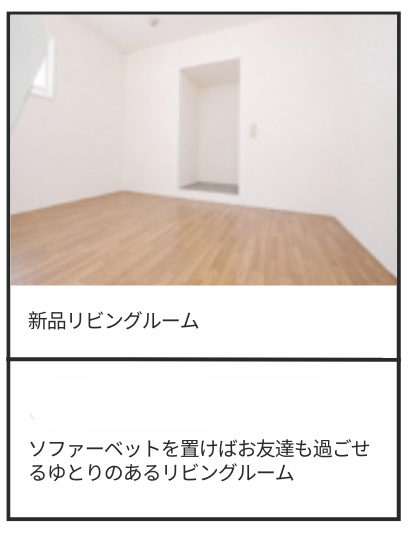 新品リビングルーム
ソファーベットを置けばお友達も過ごせ
るゆとりのあるリビングルーム